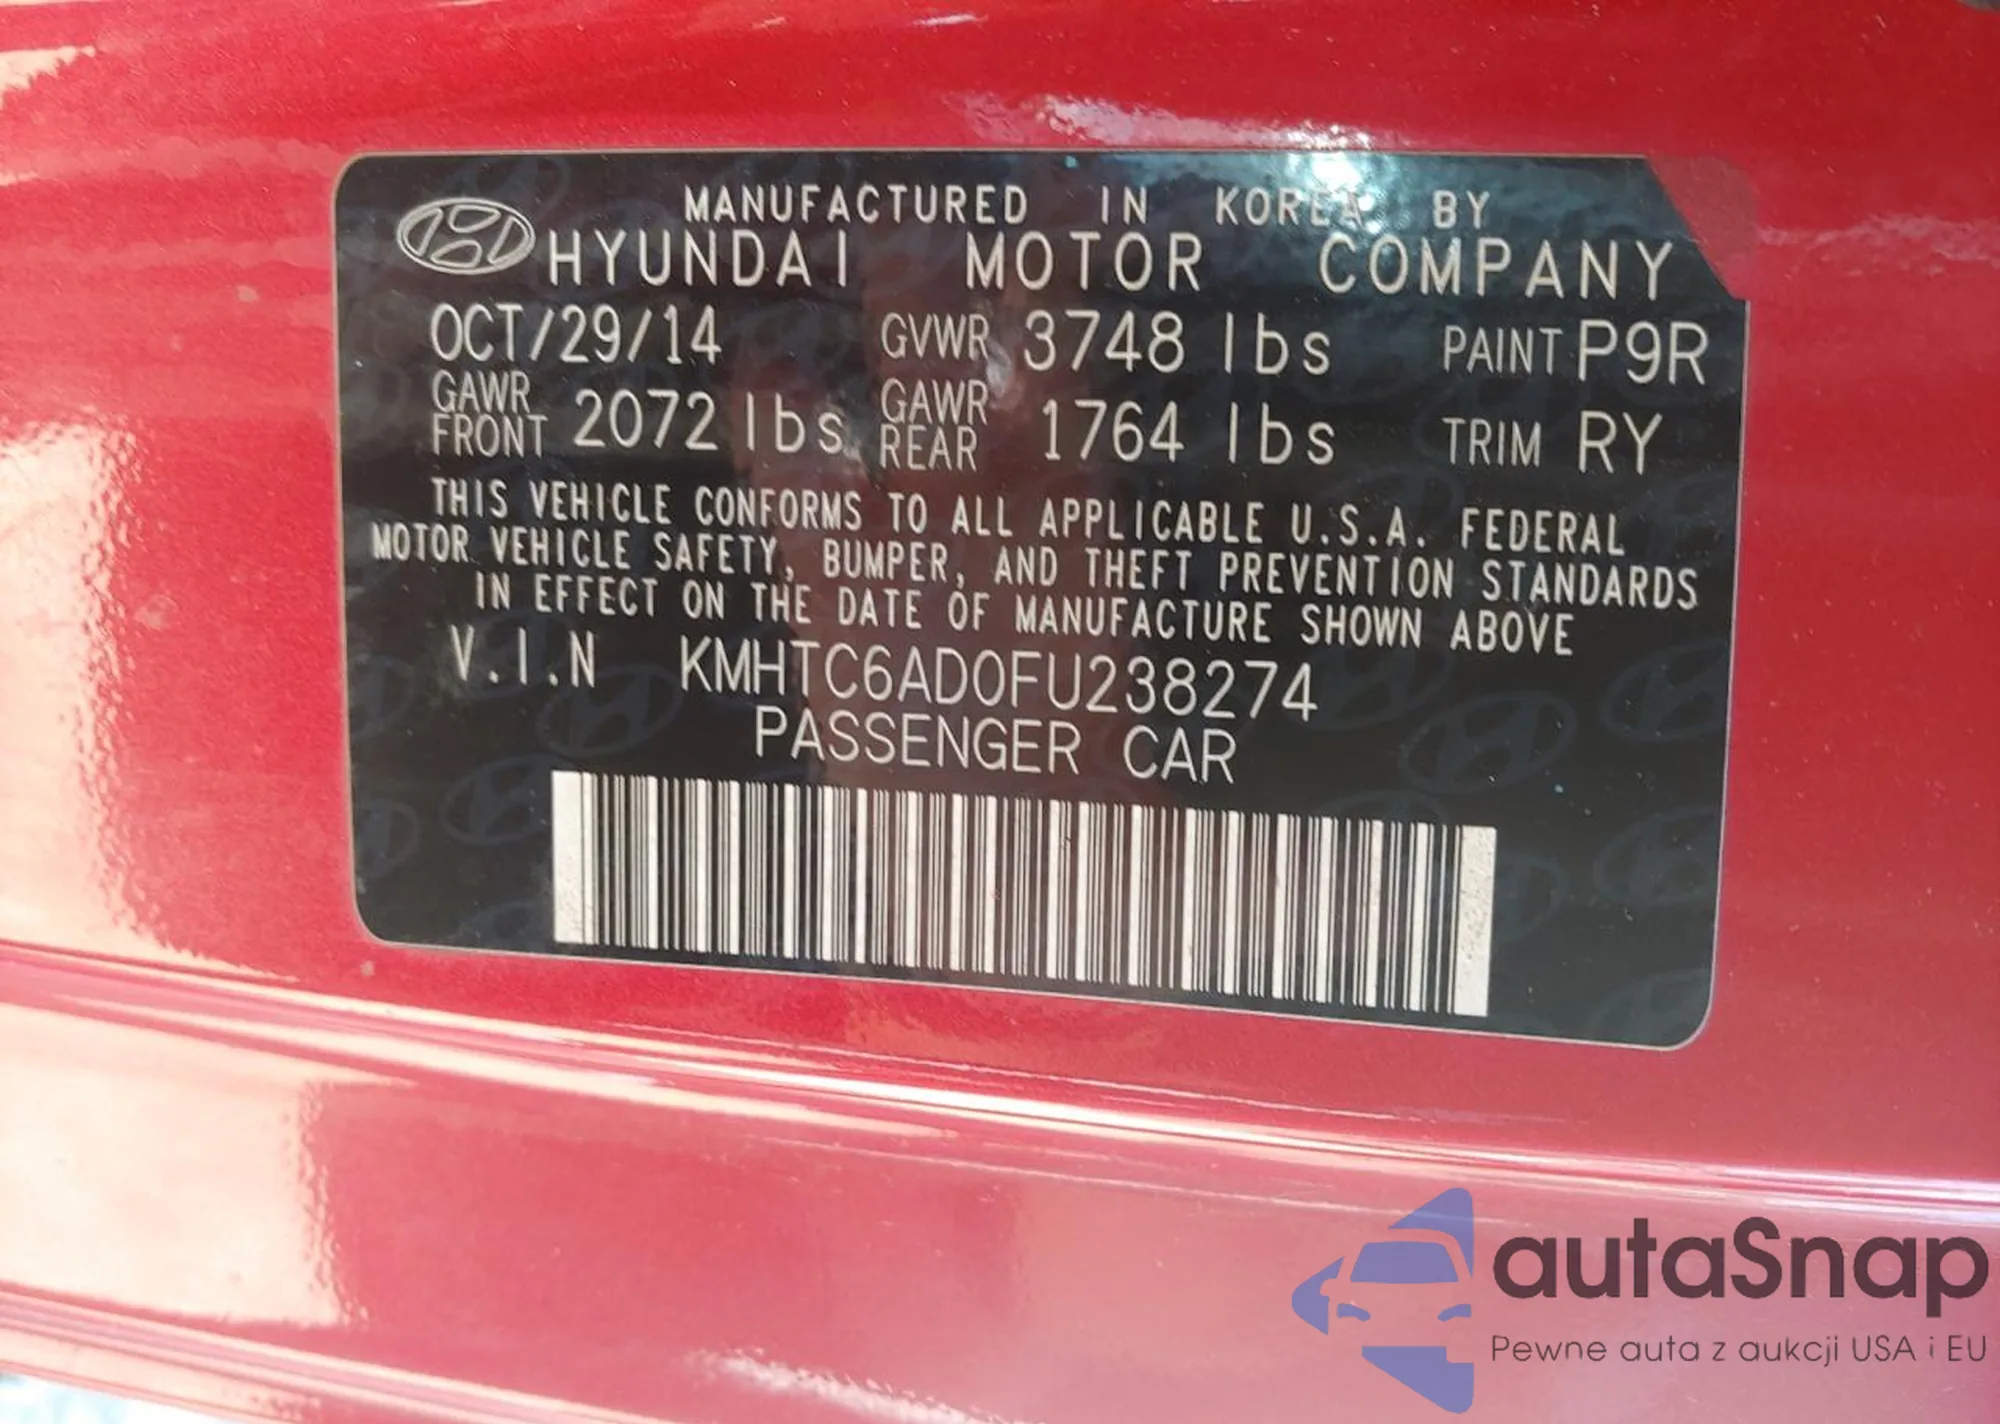 MANUFACTURED IN KOREA BY
HYUNDAI MOTOR COMPANY
OCT/29/14 GVWR 3748 lbs PAINT P9R
GAWR FRONT 2072 lbs GAWR REAR 1764 lbs TRIM RY
THIS VEHICLE CONFORMS TO ALL APPLICABLE U.S.A. FEDERAL
MOTOR VEHICLE SAFETY, BUMPER, AND THEFT PREVENTION STANDARDS
IN EFFECT ON THE DATE OF MANUFACTURE SHOWN ABOVE
V.I.N KMHTC6AD0FU238274
PASSENGER CAR
autaSnap
Pewne auta z aukcji USA i EU